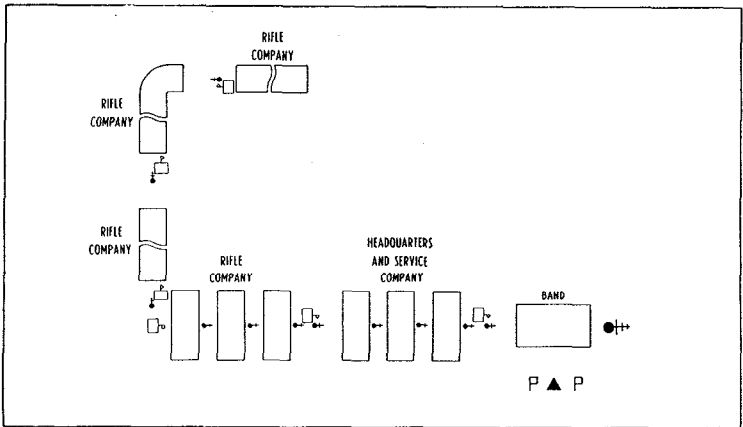 RIFLE
COMPANY
RIFLE
COMPANY
RIFLE
COMPANY
RIFLE
COMPANY
HEADQUARTERS
AND SERVICE
COMPANY
BAND
P P